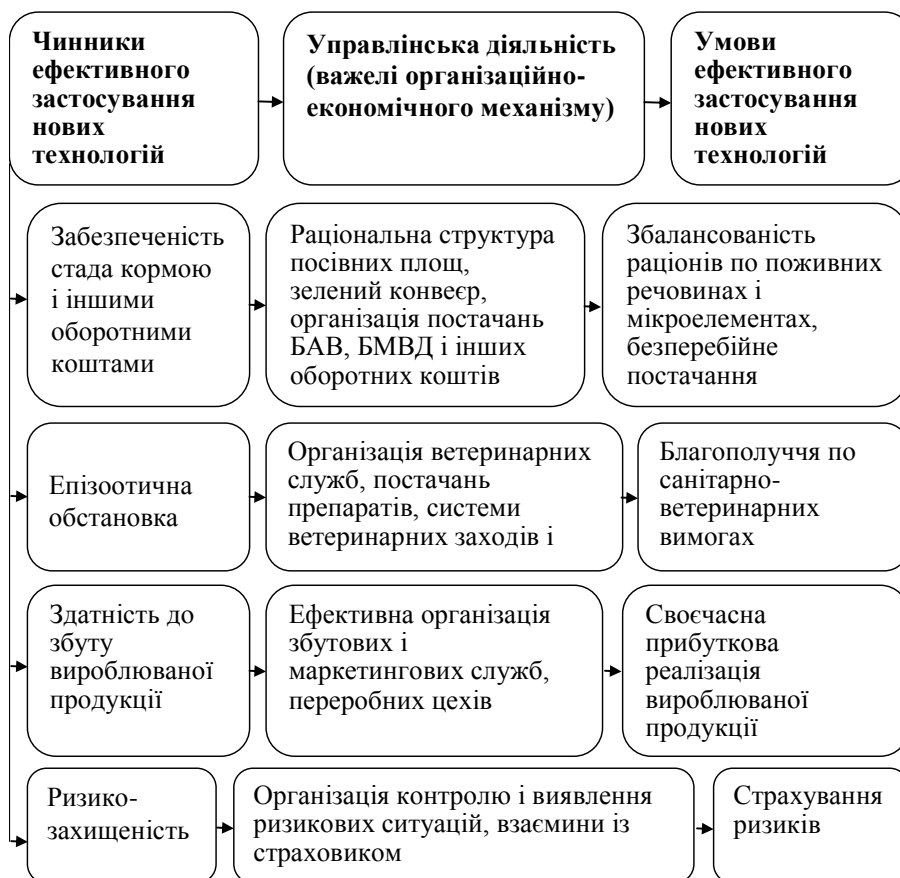 Чинники
ефективного
застосування
нових
технологій
Управлінська діяльність
(важелі організаційно-
економічного механізму)
Умови
ефективного
застосування
нових
технологій
Забезпеченість
стада кормою
і іншими
оборотними
коштами
Раціональна структура
посівних площ,
зелений конвеєр,
організація постачань
БАВ, БМВД і інших
оборотних коштів
Збалансованість
раціонів по поживних
речовинах і
мікроелементах,
безперебійне
постачання
Епізоотична
обстановка
Організація ветеринарних
служб, постачань
препаратів, системи
ветеринарних заходів і
Благополуччя по
санітарно-
ветеринарних
вимогах
Здатність до
збуту
вироблюваної
продукції
Ефективна організація
збутових і
маркетингових служб,
переробних цехів
Своєчасна
прибуткова
реалізація
вироблюваної
продукції
Ризико-
захищеність
Організація контролю і виявлення
ризикових ситуацій, взаємини із
страховиком
Страхування
ризиків